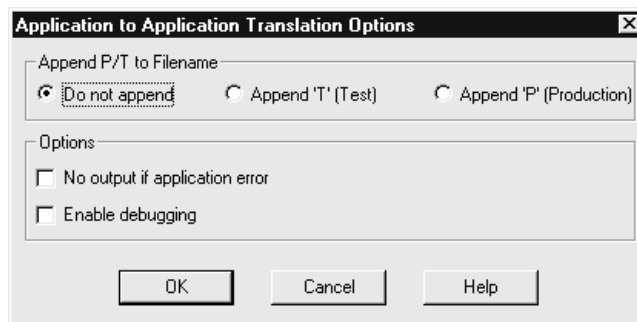 Application to Application Translation Options
Append P/T to Filename
Do not append Append 'T' (Test) Append 'P' (Production)
Options
No output if application error
Enable debugging
OK Cancel Help